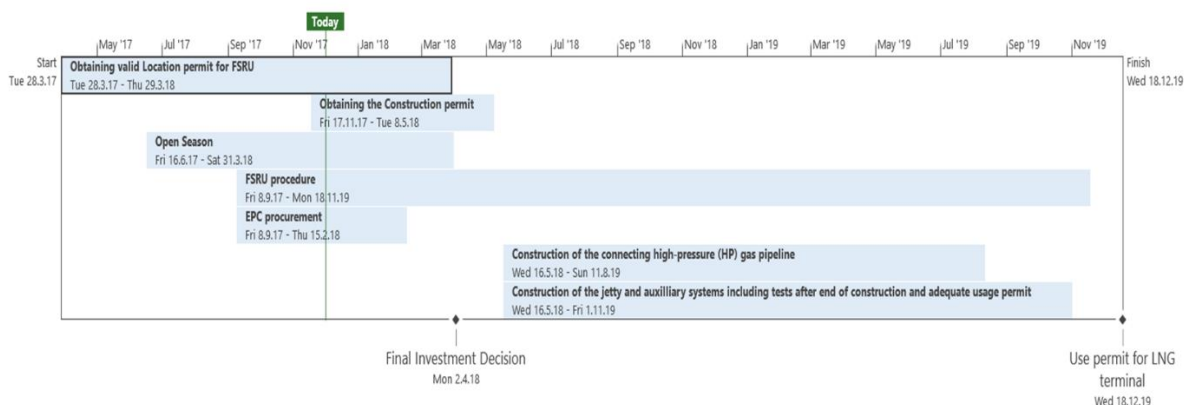 Today
May '17 Jul '17 Sep '17 Nov '17 Jan '18 Mar '18 May '18 Jul '18 Sep '18 Nov '18 Jan '19 Mar '19 May '19 Jul '19 Sep '19 Nov '19
Start
Tue 28.3.17
Finish
Wed 18.12.19
Obtaining valid Location permit for FSRU
Tue 28.3.17 - Thu 29.3.18
Obtaining the Construction permit
Fri 17.11.17 - Tue 8.5.18
Open Season
Fri 16.6.17 - Sat 31.3.18
FSRU procedure
Fri 8.9.17 - Mon 18.11.19
EPC procurement
Fri 8.9.17 - Thu 15.2.18
Construction of the connecting high-pressure (HP) gas pipeline
Wed 16.5.18 - Sun 11.8.19
Construction of the jetty and auxilliary systems including tests after end of construction and adequate usage permit
Wed 16.5.18 - Fri 1.11.19
Final Investment Decision
Mon 2.4.18
Use permit for LNG
terminal
Wed 18.12.19